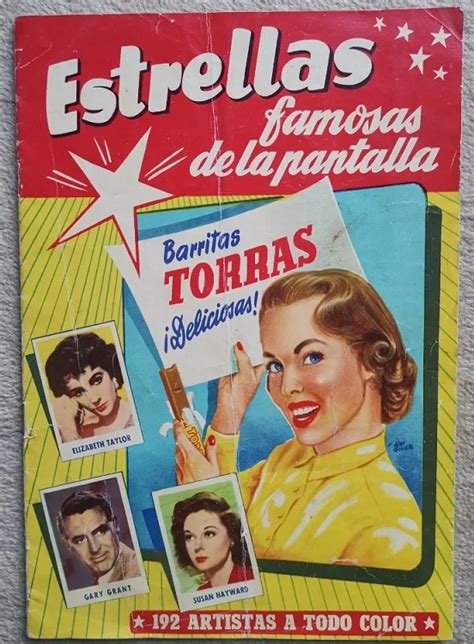 Estrellas
famosas
de la pantalla
Barritas
TORRAS
¡Deliciosas!
ELIZABETH TAYLOR
GARY GRANT
SUSAN HAYWARD
★ 192 ARTISTAS A TODO COLOR ★